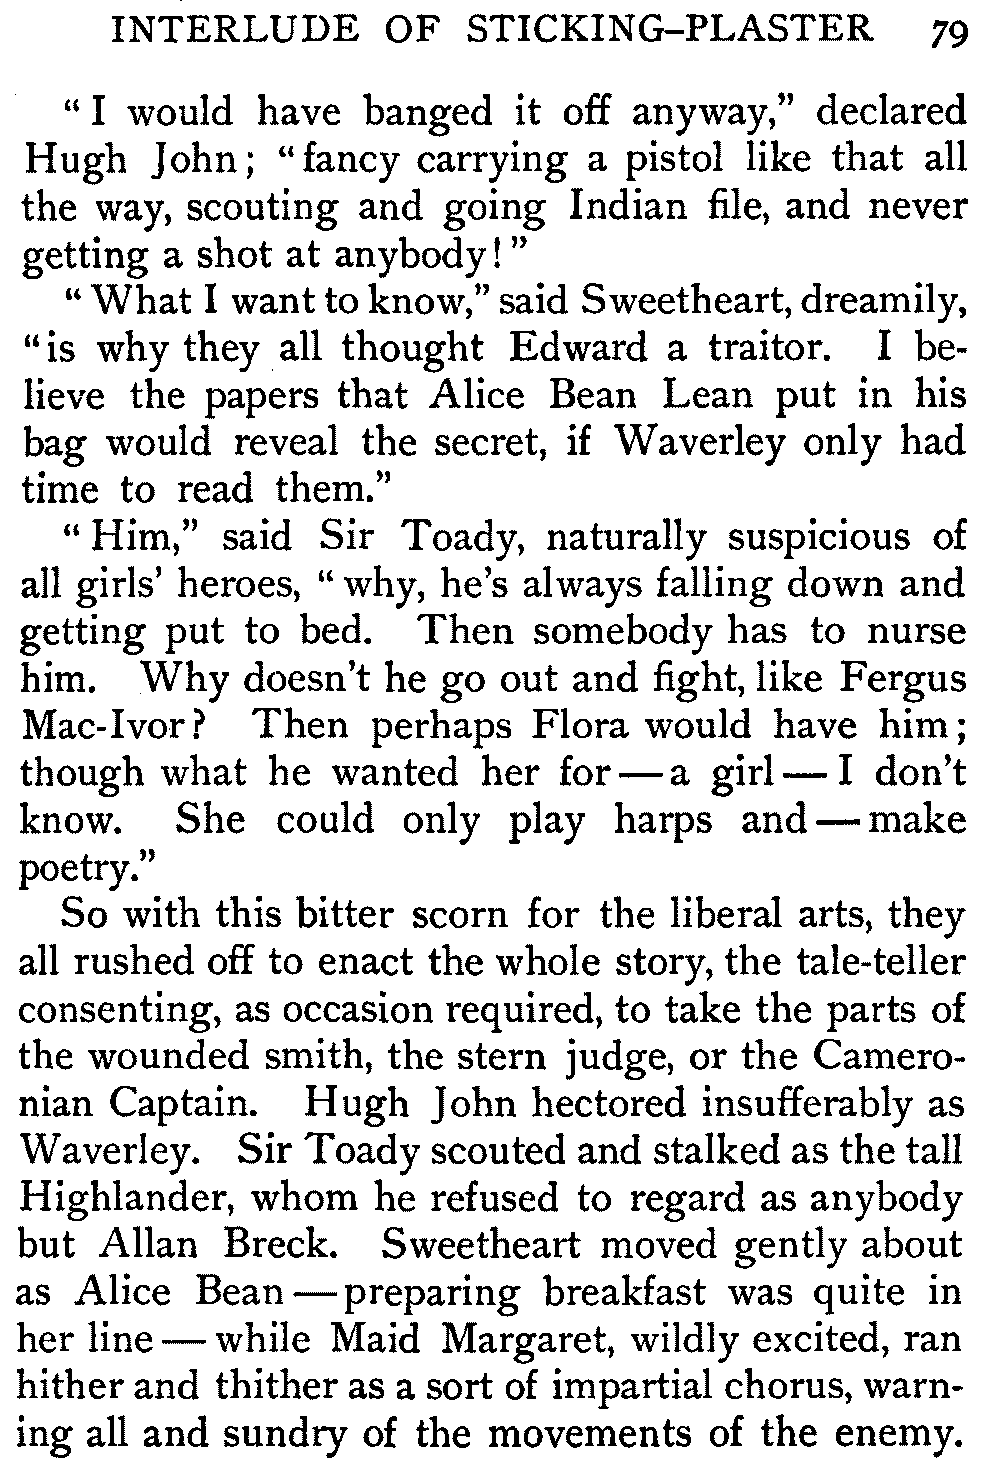 INTERLUDE OF STICKING-PLASTER 79
“I would have banged it off anyway,” declared
Hugh John; “fancy carrying a pistol like that all
the way, scouting and going Indian file, and never
getting a shot at anybody!”
“What I want to know,” said Sweetheart, dreamily,
“is why they all thought Edward a traitor. I be-
lieve the papers that Alice Bean Lean put in his
bag would reveal the secret, if Waverley only had
time to read them.”
“Him,” said Sir Toady, naturally suspicious of
all girls’ heroes, “why, he’s always falling down and
getting put to bed. Then somebody has to nurse
him. Why doesn’t he go out and fight, like Fergus
Mac-Ivor? Then perhaps Flora would have him;
though what he wanted her for—a girl—I don’t
know. She could only play harps and—make
poetry.”
So with this bitter scorn for the liberal arts, they
all rushed off to enact the whole story, the tale-teller
consenting, as occasion required, to take the parts of
the wounded smith, the stern judge, or the Camero-
nian Captain. Hugh John hectored insufferably as
Waverley. Sir Toady scouted and stalked as the tall
Highlander, whom he refused to regard as anybody
but Allan Breck. Sweetheart moved gently about
as Alice Bean—preparing breakfast was quite in
her line—while Maid Margaret, wildly excited, ran
hither and thither as a sort of impartial chorus, warn-
ing all and sundry of the movements of the enemy.